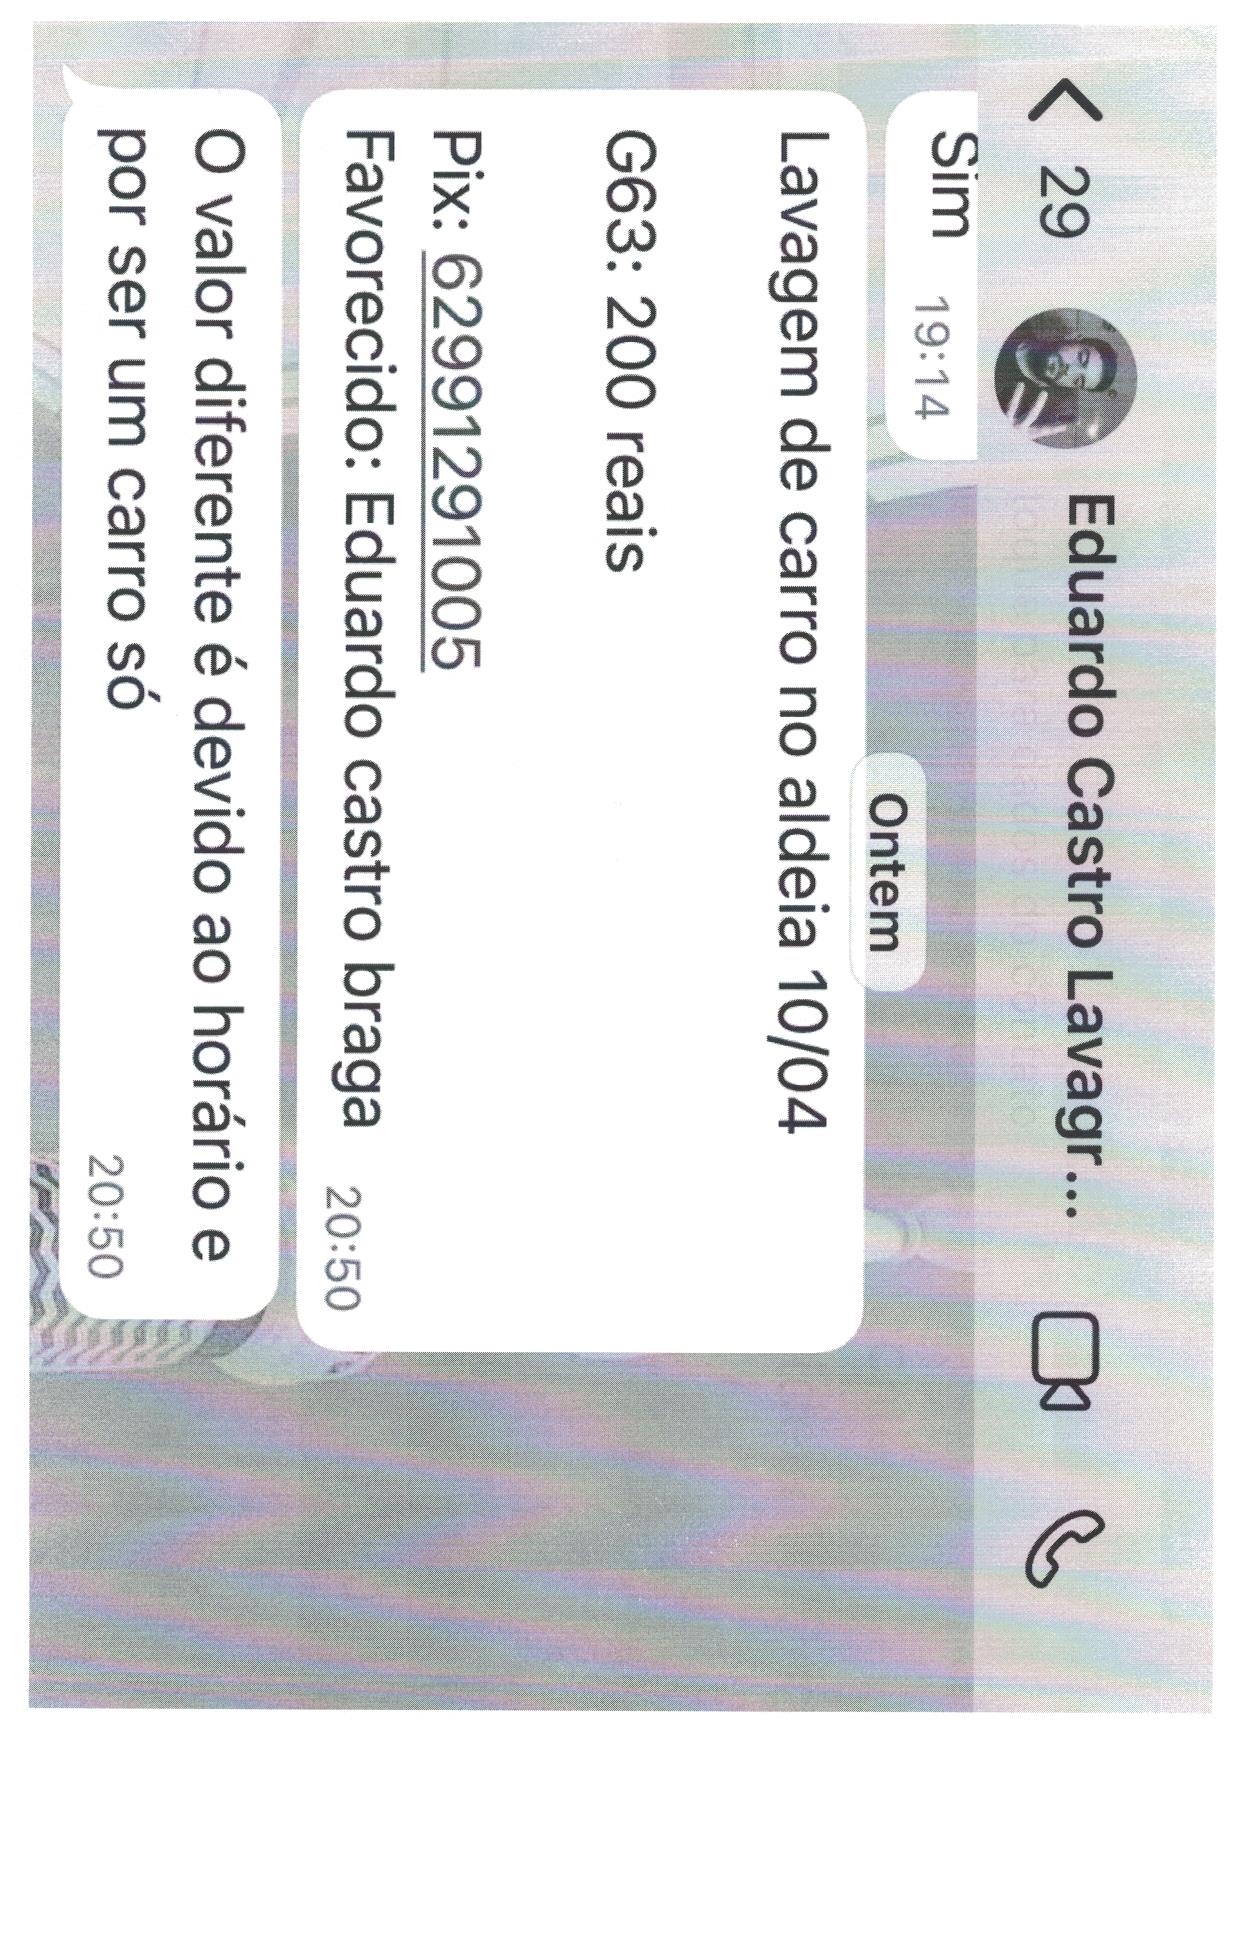 29 Eduardo Castro Lavagr...
Sim 19:14
Ontem
Lavagem de carro no aldeia 10/04
G63: 200 reais
Pix: 62991291005
Favorecido: Eduardo castro braga 20:50
O valor diferente é devido ao horário e
por ser um carro só 20:50